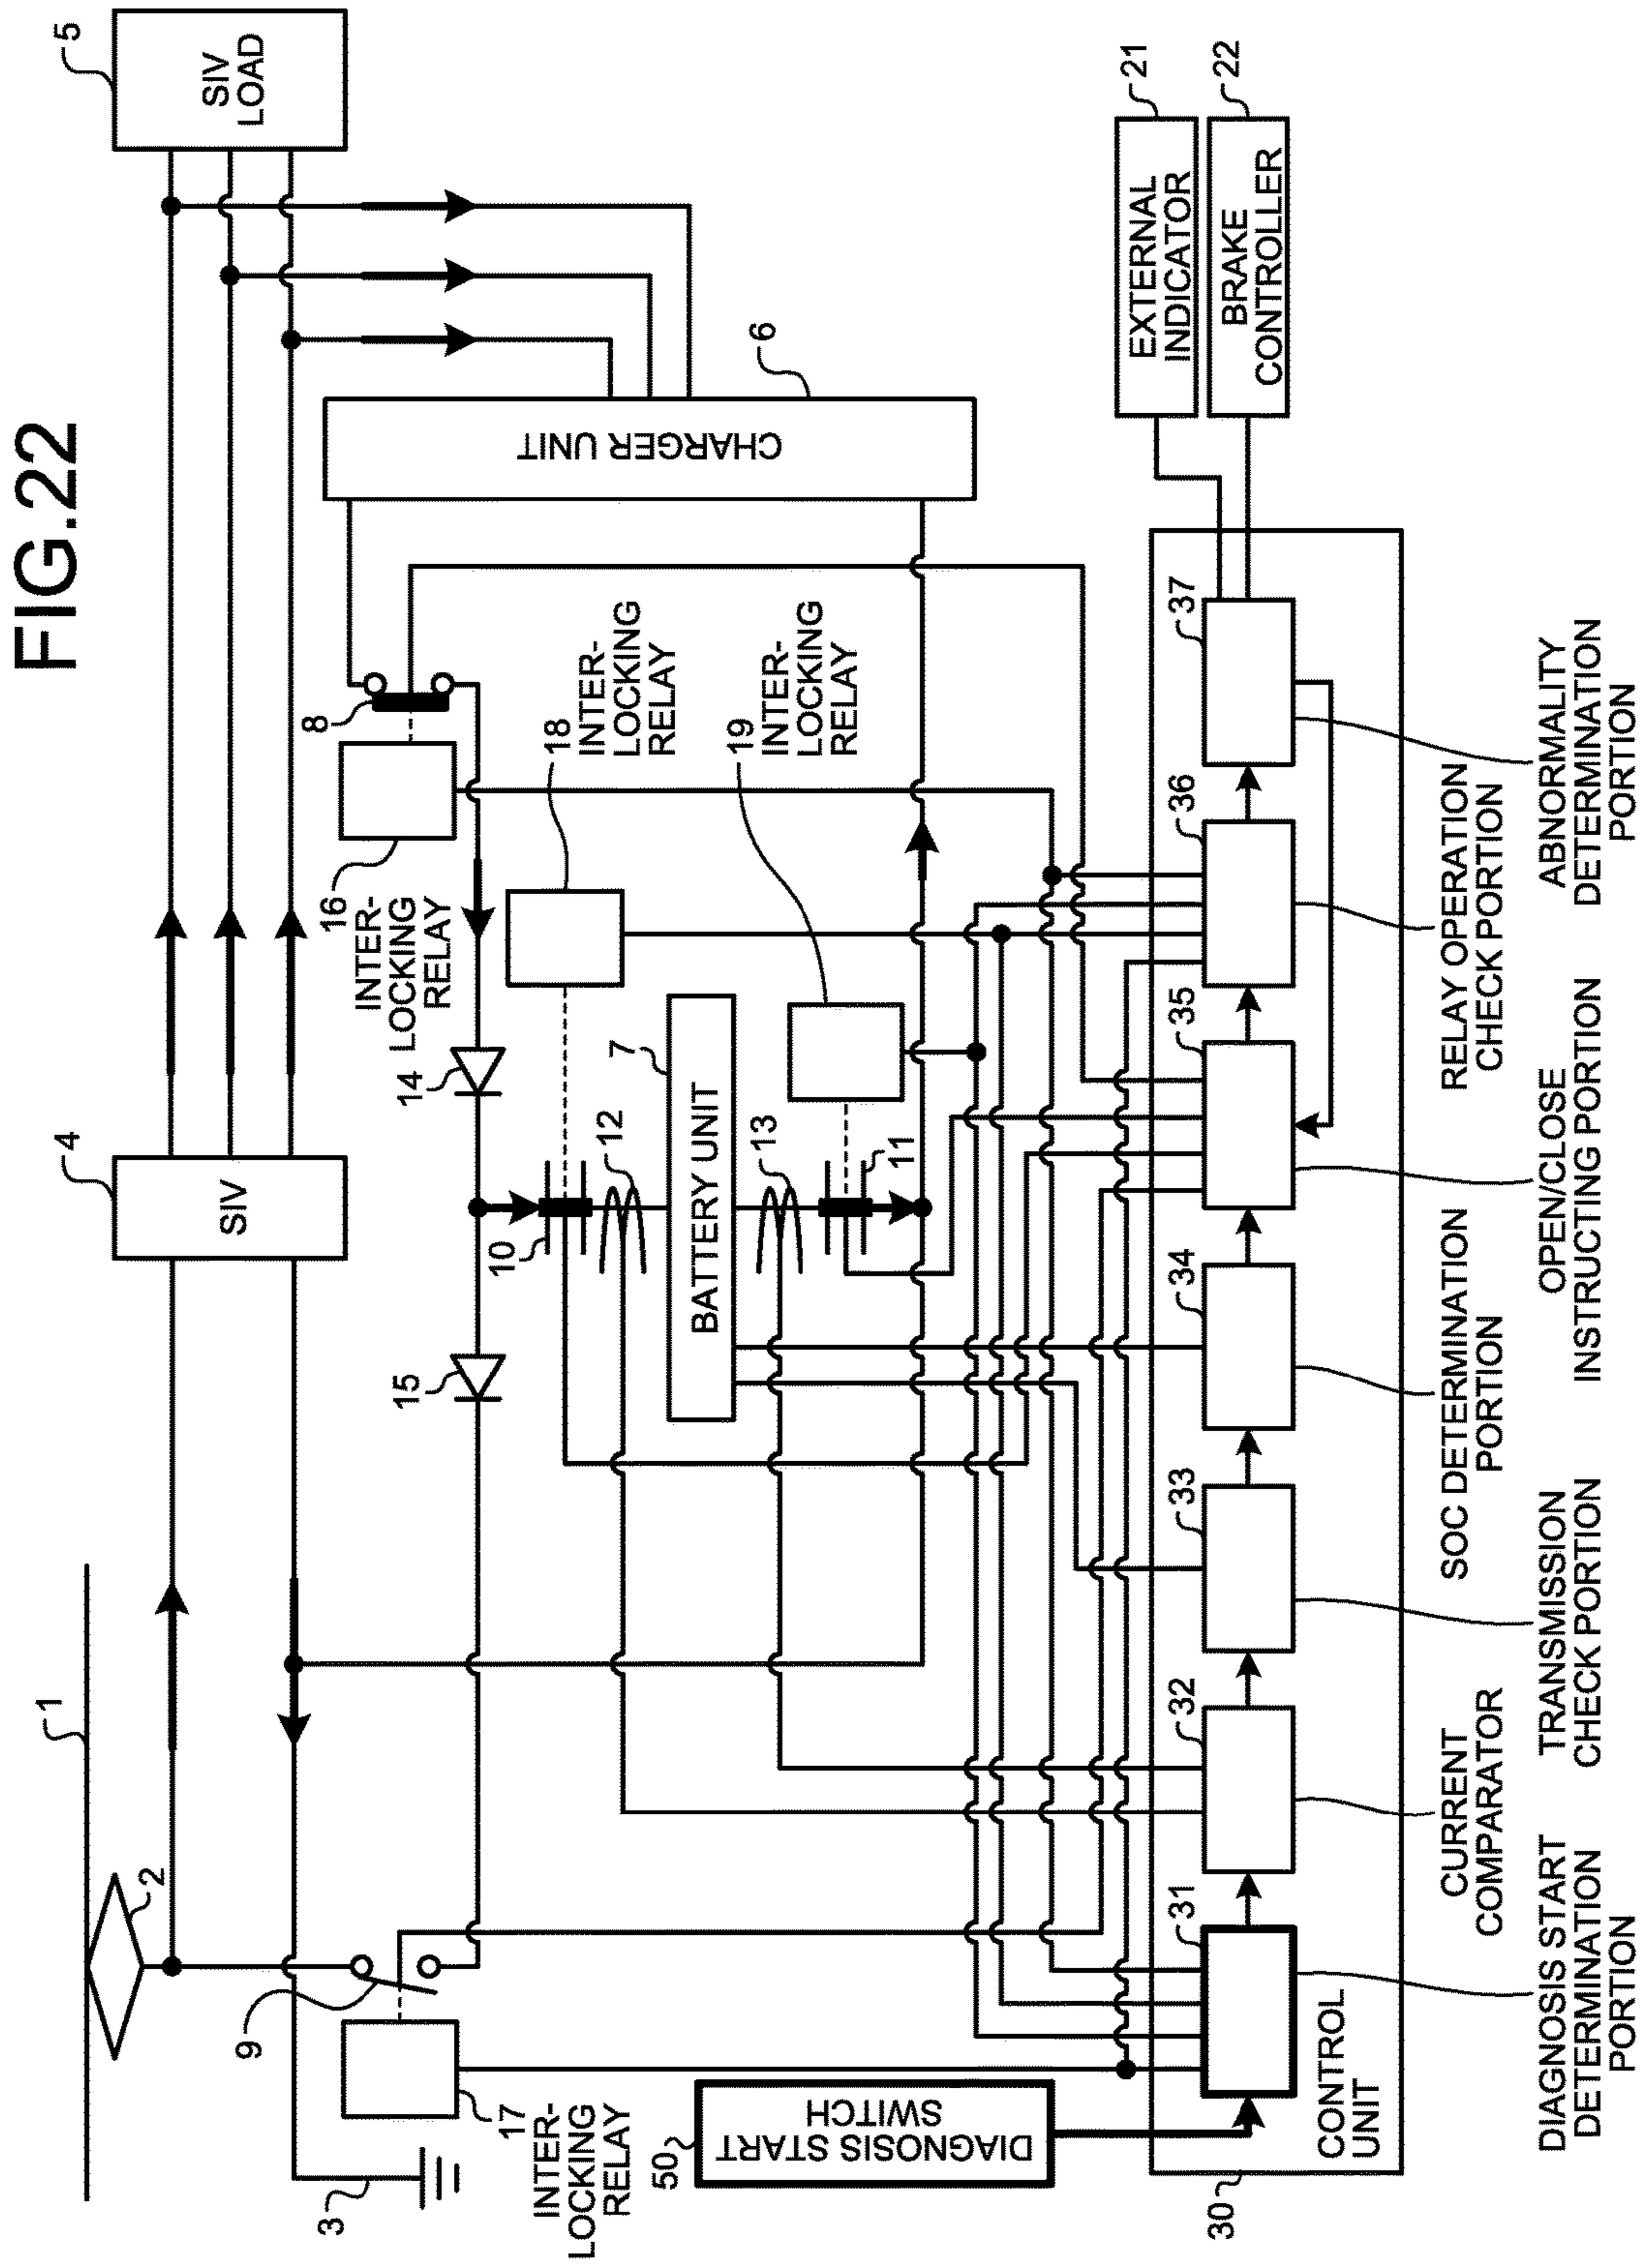 FIG.22
1
2
3
4
SIV
5
SIV
LOAD
6
CHARGER UNIT
7
BATTERY UNIT
8
9
10
11
12
13
14
15
16
INTER-
LOCKING
RELAY
17
INTER-
LOCKING
RELAY
18
INTER-
LOCKING
RELAY
19
INTER-
LOCKING
RELAY
21
EXTERNAL
INDICATOR
22
BRAKE
CONTROLLER
50
DIAGNOSIS START
SWITCH
30
CONTROL
UNIT
31
32
33
34
35
36
37
DIAGNOSIS START
DETERMINATION
PORTION
CURRENT
COMPARATOR
TRANSMISSION
CHECK PORTION
SOC DETERMINATION
PORTION
OPEN/CLOSE
INSTRUCTING PORTION
RELAY OPERATION
CHECK PORTION
ABNORMALITY
DETERMINATION
PORTION